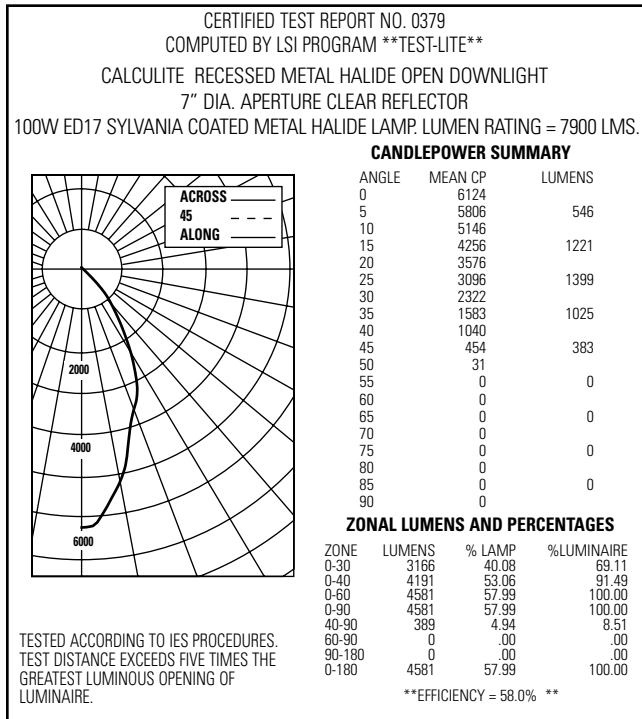 CERTIFIED TEST REPORT NO. 0379
COMPUTED BY LSI PROGRAM **TEST-LITE**
CALCULITE RECESSED METAL HALIDE OPEN DOWNLIGHT
7” DIA. APERTURE CLEAR REFLECTOR
100W ED17 SYLVANIA COATED METAL HALIDE LAMP. LUMEN RATING = 7900 LMS.
ACROSS
45
ALONG
2000
4000
6000
CANDLEPOWER SUMMARY
ANGLE MEAN CP LUMENS
0 6124
5 5806 546
10 5146
15 4256 1221
20 3576
25 3096 1399
30 2322
35 1583 1025
40 1040
45 454 383
50 31
55 0 0
60 0
65 0 0
70 0
75 0 0
80 0
85 0 0
90 0
ZONAL LUMENS AND PERCENTAGES
ZONE LUMENS % LAMP %LUMINAIRE
0-30 3166 40.08 69.11
0-40 4191 53.06 91.49
0-60 4581 57.99 100.00
0-90 4581 57.99 100.00
40-90 389 4.94 8.51
60-90 0 .00 .00
90-180 0 .00 .00
0-180 4581 57.99 100.00
**EFFICIENCY = 58.0% **
TESTED ACCORDING TO IES PROCEDURES.
TEST DISTANCE EXCEEDS FIVE TIMES THE
GREATEST LUMINOUS OPENING OF
LUMINAIRE.